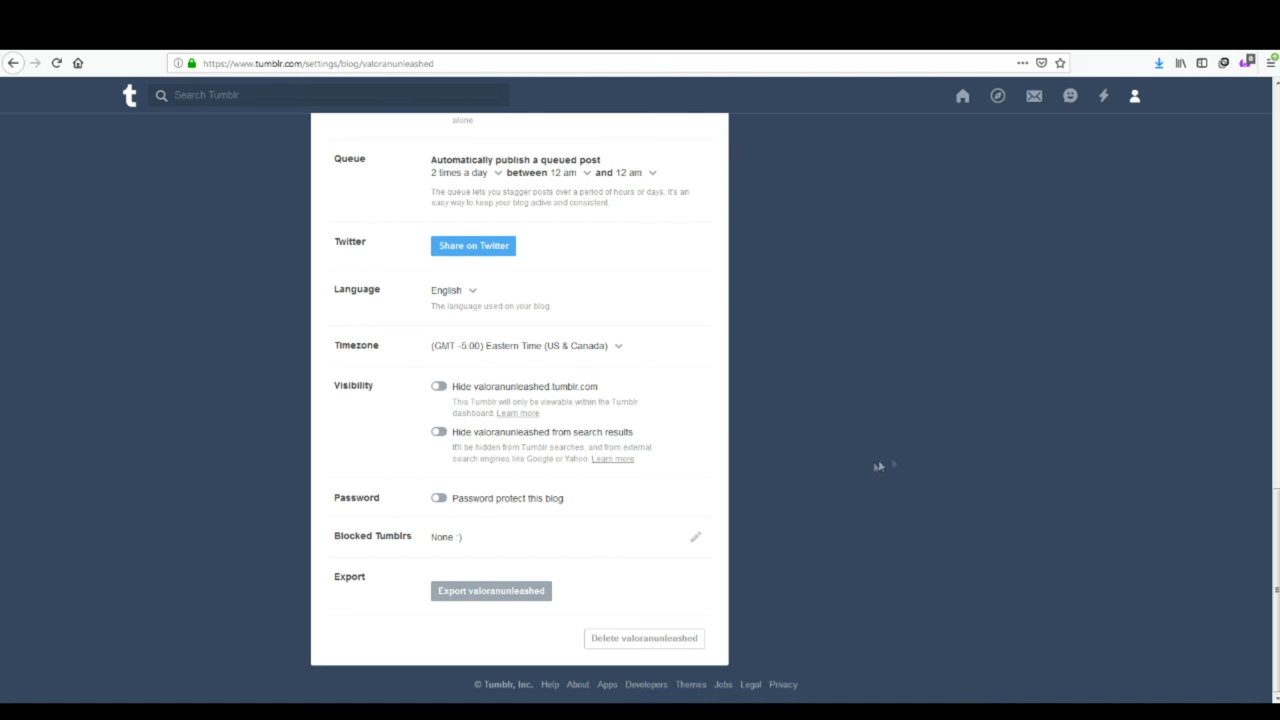 https://www.tumblr.com/settings/blog/valoranunleashed
t
Search Tumblr
alone
Queue
Automatically publish a queued post
2 times a day between 12 am and 12 am
The queue lets you stagger posts over a period of hours or days. It's an
easy way to keep your blog active and consistent.
Twitter
Share on Twitter
Language
English
The language used on your blog.
Timezone
(GMT -5:00) Eastern Time (US & Canada)
Visibility
Hide valoranunleashed.tumblr.com
This Tumblr will only be viewable within the Tumblr
dashboard. Learn more
Hide valoranunleashed from search results
It'll be hidden from Tumblr searches, and from external
search engines like Google or Yahoo. Learn more
Password
Password protect this blog
Blocked Tumblrs
None :)
Export
Export valoranunleashed
Delete valoranunleashed
© Tumblr, Inc. Help About Apps Developers Themes Jobs Legal Privacy